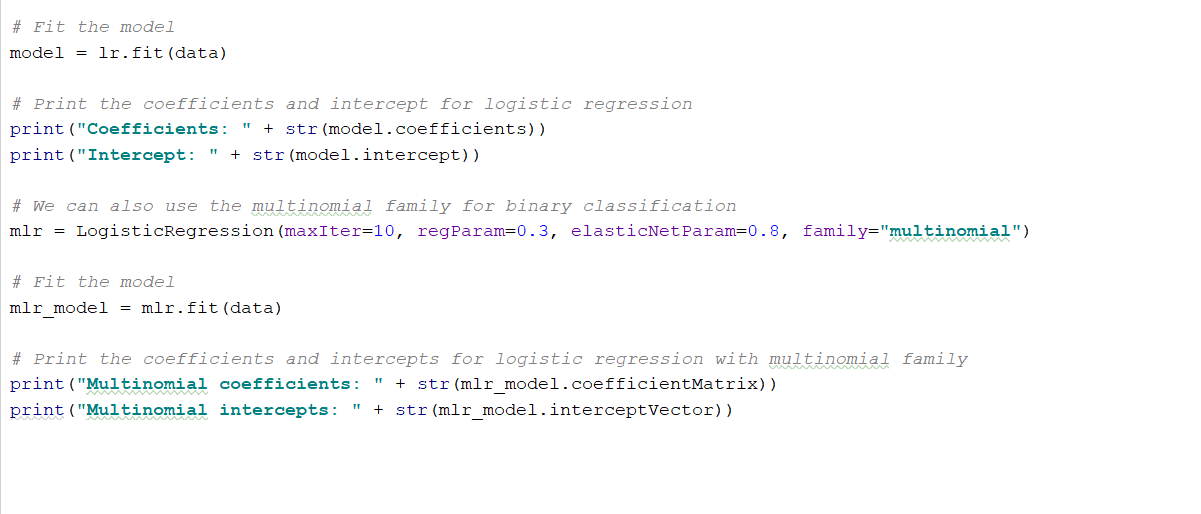 # Fit the model
model = lr.fit(data)
# Print the coefficients and intercept for logistic regression
print("Coefficients: " + str(model.coefficients))
print("Intercept: " + str(model.intercept))
# We can also use the multinomial family for binary classification
mlr = LogisticRegression(maxIter=10, regParam=0.3, elasticNetParam=0.8, family="multinomial")
# Fit the model
mlr_model = mlr.fit(data)
# Print the coefficients and intercepts for logistic regression with multinomial family
print("Multinomial coefficients: " + str(mlr_model.coefficientMatrix))
print("Multinomial intercepts: " + str(mlr_model.interceptVector))